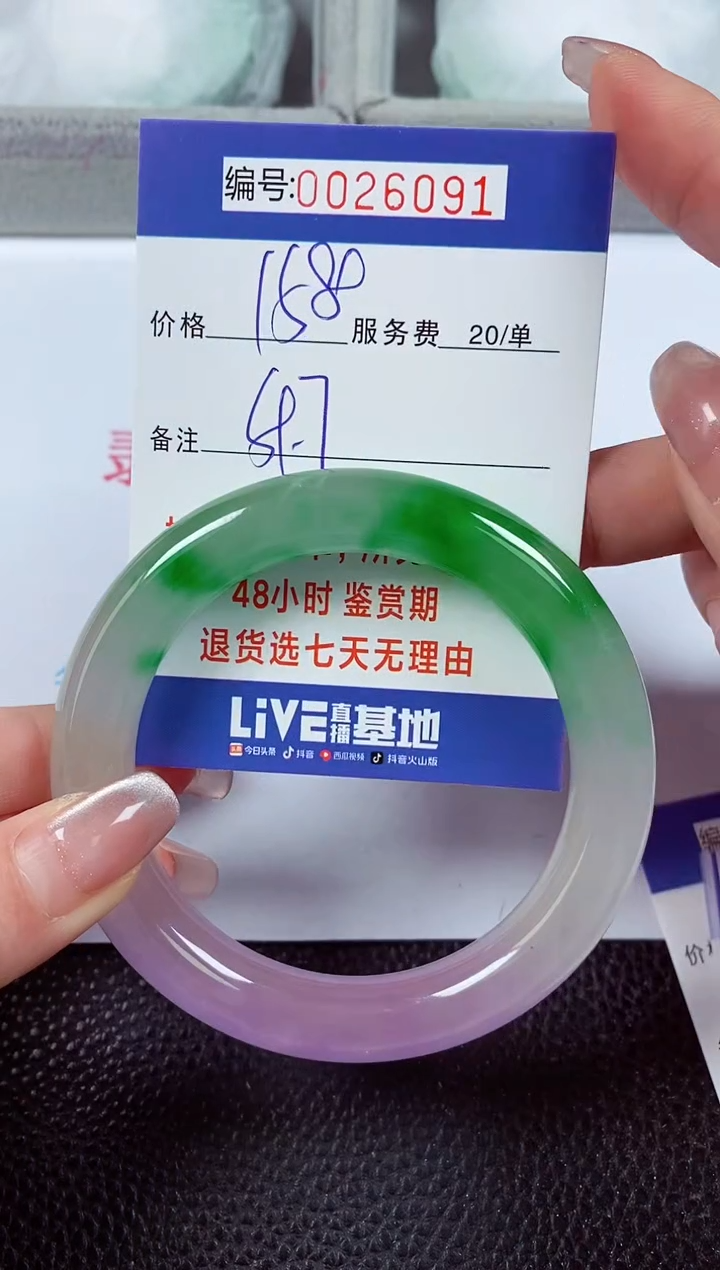 编号:0026091
价格 1580 服务费 20/单
备注
48小时 鉴赏期
退货选七天无理由
LiVE直播基地
今日头条 抖音 西瓜视频 抖音火山版
编
价